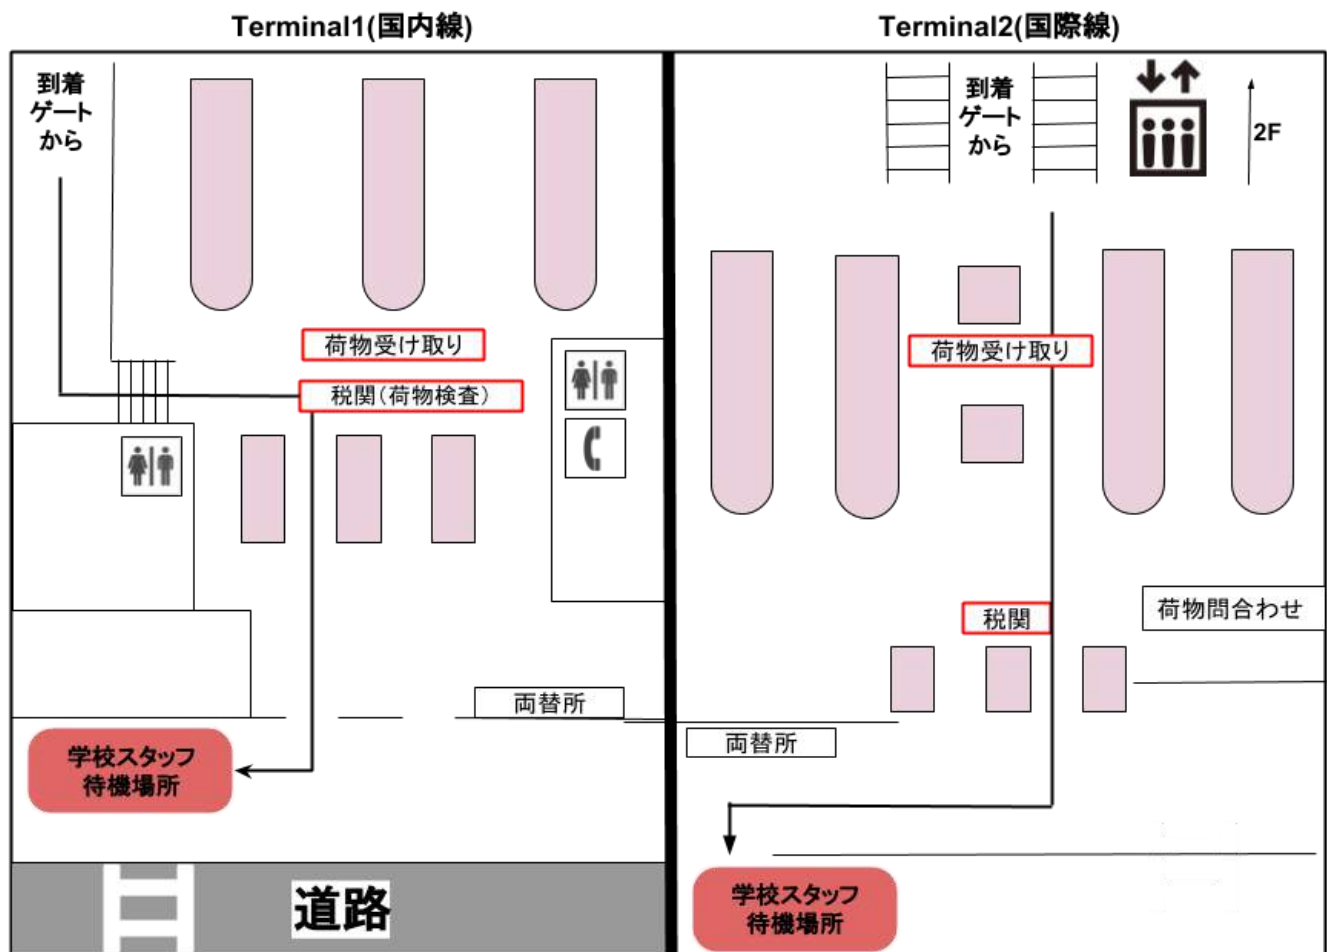 Terminal1(国内線)
到着
ゲート
から
荷物受け取り
税関（荷物検査）
両替所
学校スタッフ
待機場所
道路
Terminal2(国際線)
到着
ゲート
から
2F
荷物受け取り
税関
荷物問合わせ
両替所
学校スタッフ
待機場所